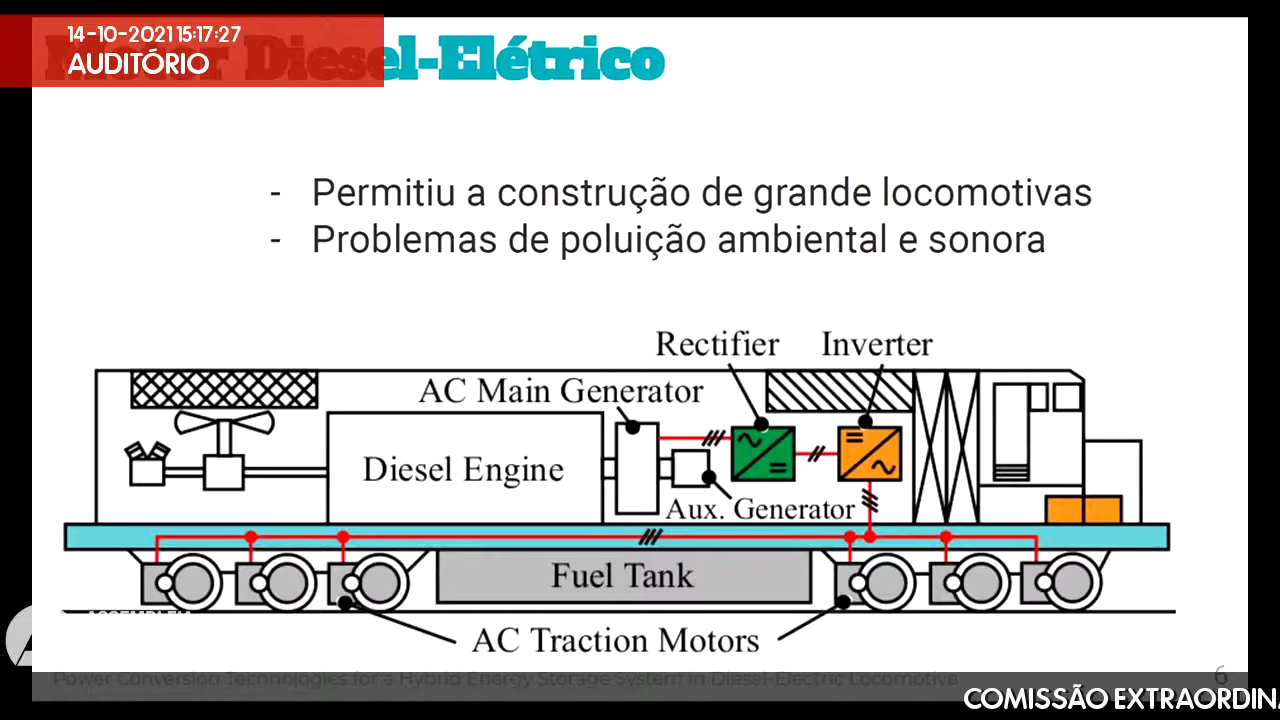 14-10-2021 15:17:27
AUDITÓRIO
Motor Diesel-Elétrico
- Permitiu a construção de grande locomotivas
- Problemas de poluição ambiental e sonora
Rectifier Inverter
AC Main Generator
Diesel Engine
Aux. Generator
Fuel Tank
AC Traction Motors
Power Conversion Technologies for a Hybrid Energy Storage System in Diesel-Electric Locomotive
6
COMISSÃO EXTRAORDIN